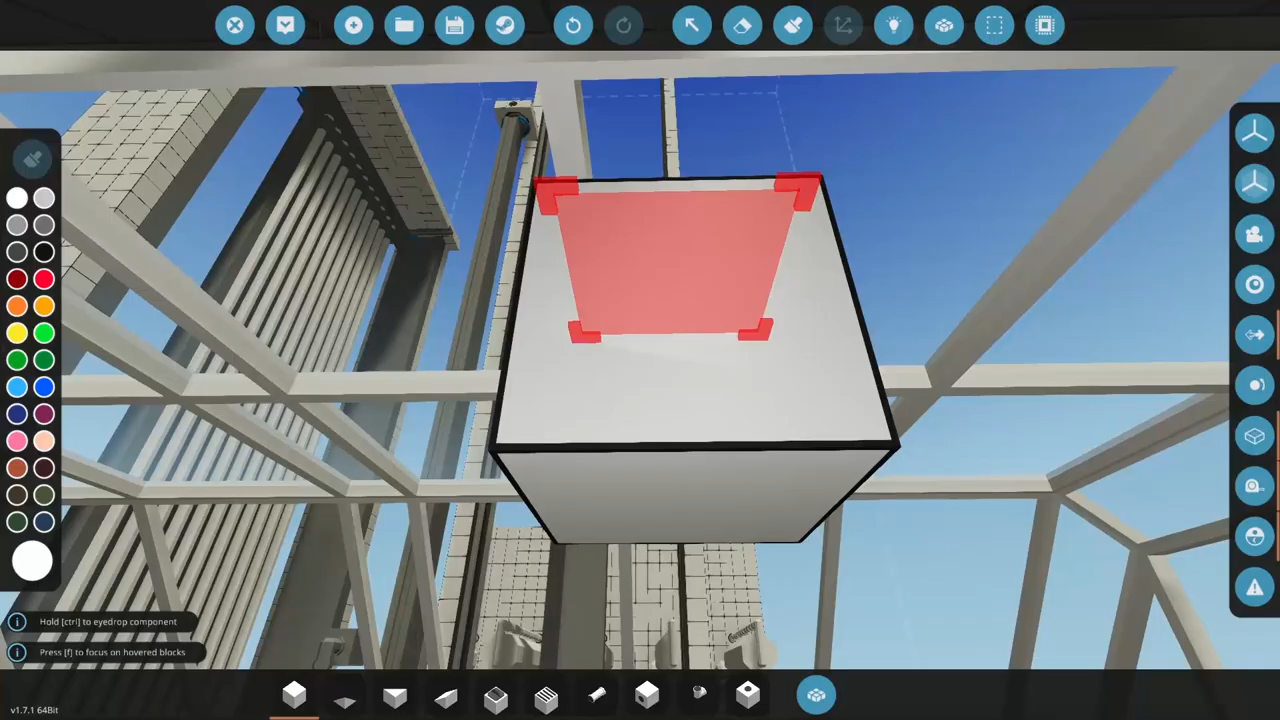 Hold [ctrl] to eyedrop component
Press [f] to focus on hovered blocks
v1.7.1 64Bit